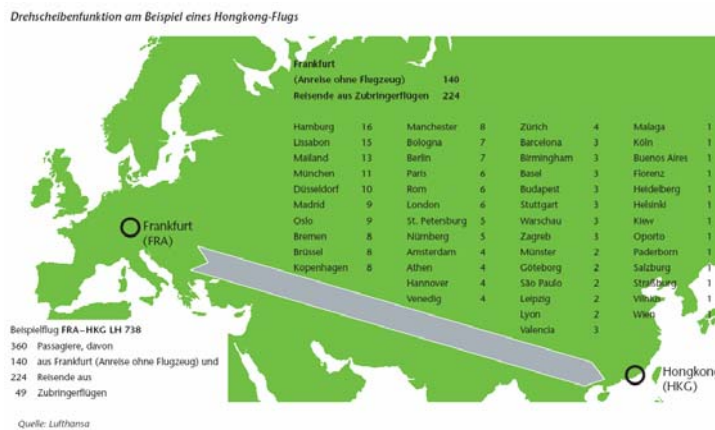 Drehscheibenfunktion am Beispiel eines Hongkong-Flugs
Frankfurt
(Anreise ohne Flugzeug) 140
Reisende aus Zubringerflügen 224
Hamburg 16 Manchester 8 Zürich 4 Malaga 1
Lissabon 15 Bologna 7 Barcelona 3 Köln 1
Mailand 13 Berlin 7 Birmingham 3 Buenos Aires 1
München 11 Paris 6 Basel 3 Florenz 1
Düsseldorf 10 Rom 6 Budapest 3 Heidelberg 1
Madrid 9 London 6 Stuttgart 3 Helsinki 1
Oslo 9 St. Petersburg 5 Warschau 3 Kiew 1
Bremen 8 Nürnberg 5 Zagreb 3 Oporto 1
Brüssel 8 Amsterdam 4 Münster 2 Paderborn 1
Kopenhagen 8 Athen 4 Göteborg 2 Salzburg 1
Hannover 4 São Paulo 2 Straßburg 1
Venedig 4 Leipzig 2 Vilnius 1
Lyon 2 Wien 1
Valencia 3
Frankfurt
(FRA)
Beispielflug FRA–HKG LH 738
360 Passagiere, davon
140 aus Frankfurt (Anreise ohne Flugzeug) und
224 Reisende aus
49 Zubringerflügen
Hongkong
(HKG)
Quelle: Lufthansa